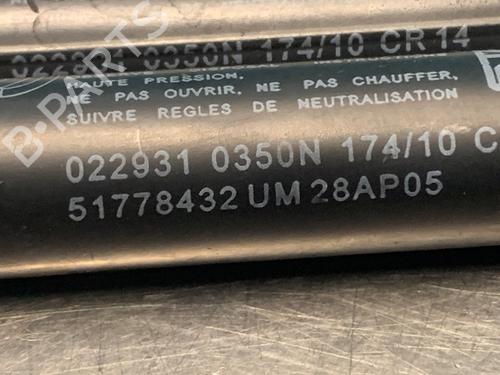 022931 0350N 174/10 CR 14
HAUTE PRESSION,
NE PAS OUVRIR, NE PAS CHAUFFER,
SUIVRE REGLES DE NEUTRALISATION
022931 0350N 174/10 C
51778432 UM 28AP05
B-PARTS